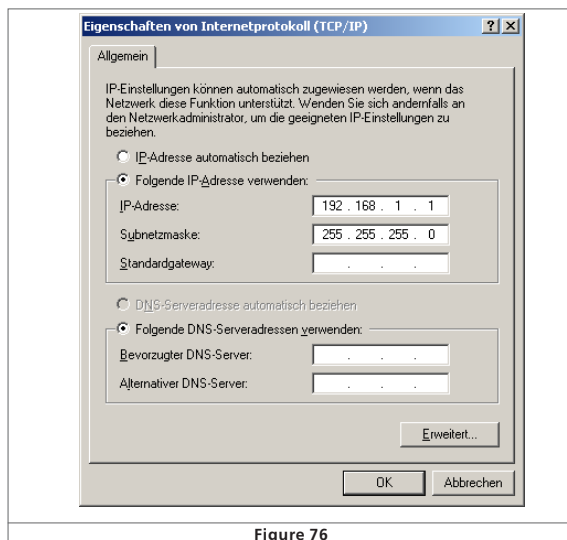 Eigenschaften von Internetprotokoll (TCP/IP)
Allgemein
IP-Einstellungen können automatisch zugewiesen werden, wenn das
Netzwerk diese Funktion unterstützt. Wenden Sie sich andernfalls an
den Netzwerkadministrator, um die geeigneten IP-Einstellungen zu
beziehen.
IP-Adresse automatisch beziehen
Folgende IP-Adresse verwenden:
IP-Adresse: 192 . 168 . 1 . 1
Subnetzmaske: 255 . 255 . 255 . 0
Standardgateway: . . .
DNS-Serveradresse automatisch beziehen
Folgende DNS-Serveradressen verwenden:
Bevorzugter DNS-Server: . . .
Alternativer DNS-Server: . . .
Erweitert...
OK Abbrechen
Figure 76